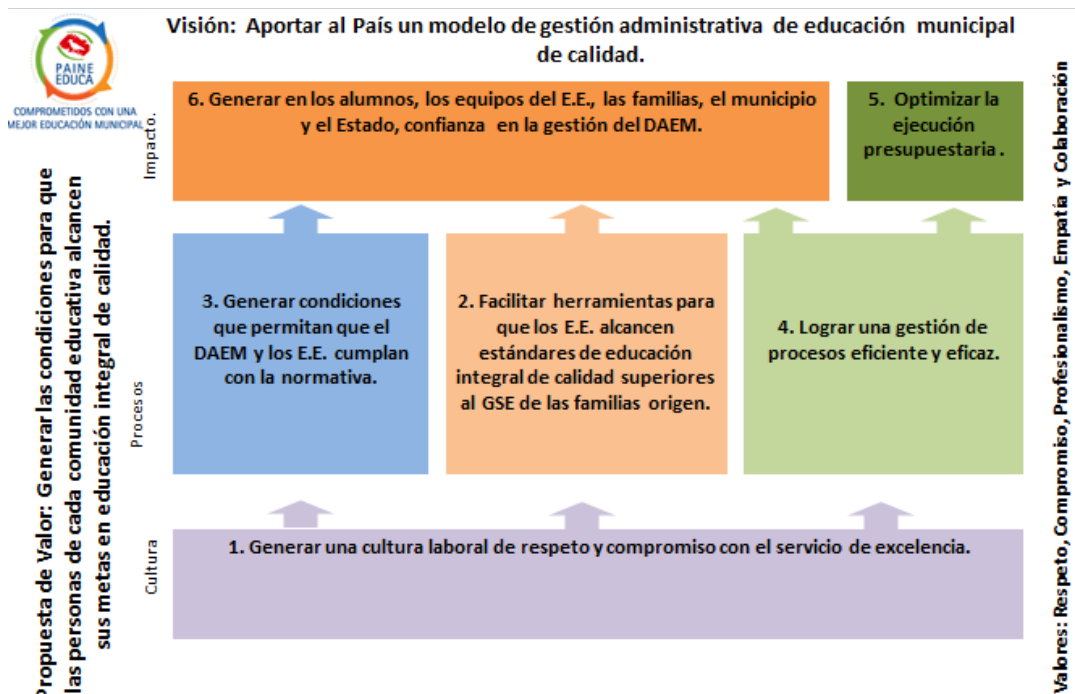 Visión: Aportar al País un modelo de gestión administrativa de educación municipal
de calidad.
PAINE
EDUCA
COMPROMETIDOS CON UNA
MEJOR EDUCACIÓN MUNICIPAL
Propuesta de Valor: Generar las condiciones para que
las personas de cada comunidad educativa alcancen
sus metas en educación integral de calidad.
Impacto.
6. Generar en los alumnos, los equipos del E.E., las familias, el municipio
y el Estado, confianza en la gestión del DAEM.
5. Optimizar la
ejecución
presupuestaria .
Procesos
3. Generar condiciones
que permitan que el
DAEM y los E.E. cumplan
con la normativa.
2. Facilitar herramientas para
que los E.E. alcancen
estándares de educación
integral de calidad superiores
al GSE de las familias origen.
4. Lograr una gestión de
procesos eficiente y eficaz.
Cultura
1. Generar una cultura laboral de respeto y compromiso con el servicio de excelencia.
Valores: Respeto, Compromiso, Profesionalismo, Empatía y Colaboración